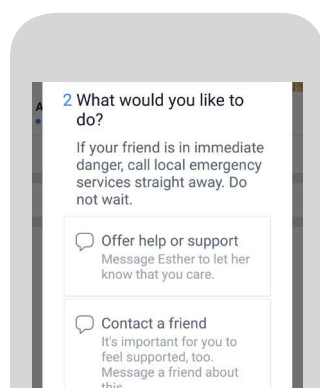 2 What would you like to
do?
If your friend is in immediate
danger, call local emergency
services straight away. Do
not wait.
Offer help or support
Message Esther to let her
know that you care.
Contact a friend
It's important for you to
feel supported, too.
Message a friend about
this